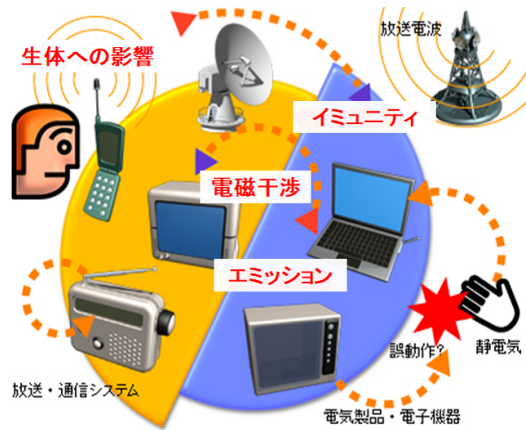 放送電波
生体への影響
イミュニティ
電磁干渉
エミッション
誤動作?
静電気
放送・通信システム
電気製品・電子機器